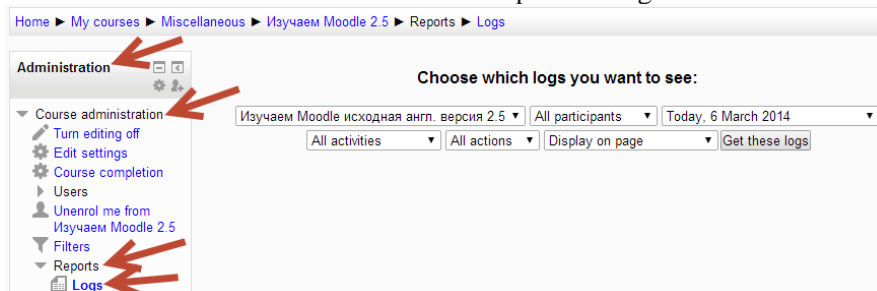 Home ► My courses ► Miscellaneous ► Изучаем Moodle 2.5 ► Reports ► Logs
Administration
Choose which logs you want to see:
Course administration
Изучаем Moodle исходная англ. версия 2.5 All participants Today, 6 March 2014
Turn editing off
All activities All actions Display on page Get these logs
Edit settings
Course completion
Users
Unenrol me from
Изучаем Moodle 2.5
Filters
Reports
Logs